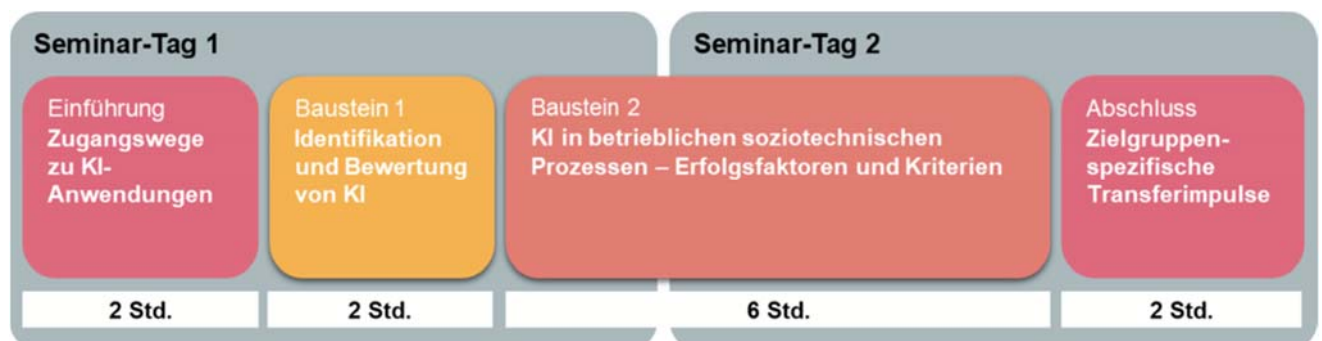 Seminar-Tag 1
Seminar-Tag 2
Einführung
Zugangswege
zu KI-
Anwendungen
Baustein 1
Identifikation
und Bewertung
von KI
Baustein 2
KI in betrieblichen soziotechnischen
Prozessen – Erfolgsfaktoren und Kriterien
Abschluss
Zielgruppen-
spezifische
Transferimpulse
2 Std.
2 Std.
6 Std.
2 Std.